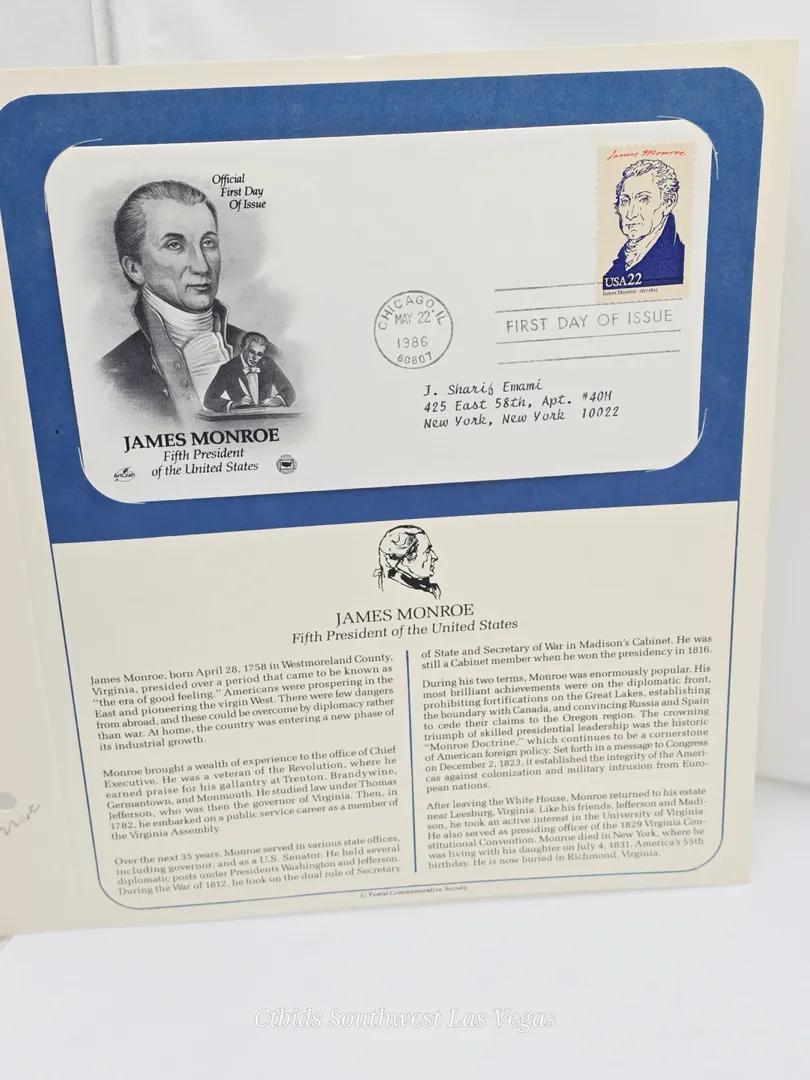 Official
First Day
Of Issue
James Monroe
USA22
James Monroe 1817-1825
CHICAGO, IL
MAY 22
1986
60607
FIRST DAY OF ISSUE
J. Sharif Emami
425 East 58th, Apt. #40H
New York, New York 10022
JAMES MONROE
Fifth President
of the United States
ArtCraft
JAMES MONROE
Fifth President of the United States
James Monroe, born April 28, 1758 in Westmoreland County,
Virginia, presided over a period that came to be known as
"the era of good feeling." Americans were prospering in the
East and pioneering the virgin West. There were few dangers
from abroad, and these could be overcome by diplomacy rather
than war. At home, the country was entering a new phase of
its industrial growth.
Monroe brought a wealth of experience to the office of Chief
Executive. He was a veteran of the Revolution, where he
earned praise for his gallantry at Trenton, Brandywine,
Germantown, and Monmouth. He studied law under Thomas
Jefferson, who was then the governor of Virginia. Then, in
1782, he embarked on a public service career as a member of
the Virginia Assembly.
Over the next 35 years, Monroe served in various state offices,
including governor, and as a U.S. Senator. He held several
diplomatic posts under Presidents Washington and Jefferson.
During the War of 1812, he took on the dual role of Secretary
of State and Secretary of War in Madison's Cabinet. He was
still a Cabinet member when he won the presidency in 1816.
During his two terms, Monroe was enormously popular. His
most brilliant achievements were on the diplomatic front,
prohibiting fortifications on the Great Lakes, establishing
the boundary with Canada, and convincing Russia and Spain
to cede their claims to the Oregon region. The crowning
triumph of skilled presidential leadership was the historic
"Monroe Doctrine," which continues to be a cornerstone
of American foreign policy. Set forth in a message to Congress
on December 2, 1823, it established the integrity of the Ameri-
cas against colonization and military intrusion from Euro-
pean nations.
After leaving the White House, Monroe returned to his estate
near Leesburg, Virginia. Like his friends, Jefferson and Madi-
son, he took an active interest in the University of Virginia.
He also served as presiding officer of the 1829 Virginia Con-
stitutional Convention. Monroe died in New York, where he
was living with his daughter on July 4, 1831, America's 55th
birthday. He is now buried in Richmond, Virginia.
© Postal Commemorative Society
Ctbids Southwest Las Vegas